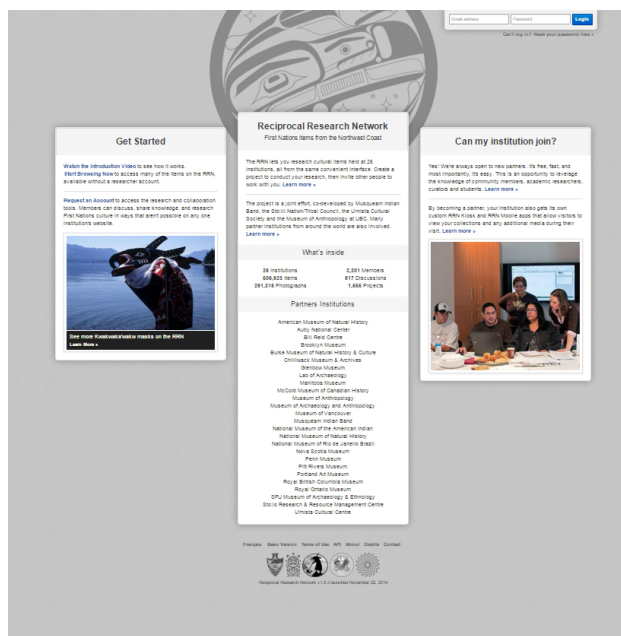 Email address
Password
Login
Can't log in? Reset your password here »
Get Started
Watch the Introduction Video to see how it works.
Start Browsing Now to access many of the items on the RRN,
available without a researcher account.
Request an Account to access the research and collaboration
tools. Members can discuss, share knowledge, and research
First Nations culture in ways that aren't possible on any one
institution's website.
See more Kwakwaka'wakw masks on the RRN
Learn More »
Reciprocal Research Network
First Nations items from the Northwest Coast
The RRN lets you research cultural items held at 26
institutions, all from the same convenient interface. Create a
project to conduct your research, then invite other people to
work with you. Learn more »
The project is a joint effort, co-developed by Musqueam Indian
Band, the Stó:lō Nation/Tribal Council, the U'mista Cultural
Society and the Museum of Anthropology at UBC. Many
partner institutions from around the world are also involved.
Learn more »
What's inside
26 Institutions
2,201 Members
817 Discussions
Photographs
Projects
Partners Institutions
American Museum of Natural History
Autry National Center
Bill Reid Centre
Brooklyn Museum
Burke Museum of Natural History & Culture
Chilliwack Museum & Archives
Glenbow Museum
Lab of Archaeology
Manitoba Museum
McCord Museum of Canadian History
Museum of Anthropology
Museum of Archaeology and Anthropology
Museum of Vancouver
Musqueam Indian Band
National Museum of the American Indian
National Museum of Natural History
National Museum of Rio de Janeiro Brazil
Nova Scotia Museum
Penn Museum
Pitt Rivers Museum
Portland Art Museum
Royal British Columbia Museum
Royal Ontario Museum
SFU Museum of Archaeology & Ethnology
Sto:lo Research & Resource Management Centre
U'mista Cultural Centre
Can my institution join?
Yes! We're always open to new partners. It's free, fast, and
most importantly, it's easy. This is an opportunity to leverage
the knowledge of community members, academic researchers,
curators and students. Learn more »
By becoming a partner, your institution also gets its own
custom RRN Kiosk and RRN Mobile apps that allow visitors to
view your collections and any additional media during their
visit. Learn more »
Français Basic Version Terms of Use API About Credits Contact
Reciprocal Research Network launched November 2014